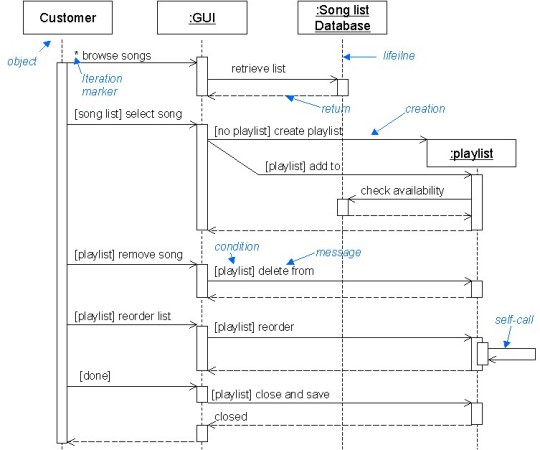 Customer
:GUI
:Song list
Database
object
* browse songs
lifeilne
Iteration
marker
retrieve list
return
creation
[song list] select song
[no playlist] create playlist
:playlist
[playlist] add to
check availability
condition
message
[playlist] remove song
[playlist] delete from
[playlist] reorder list
[playlist] reorder
self-call
[done]
[playlist] close and save
closed